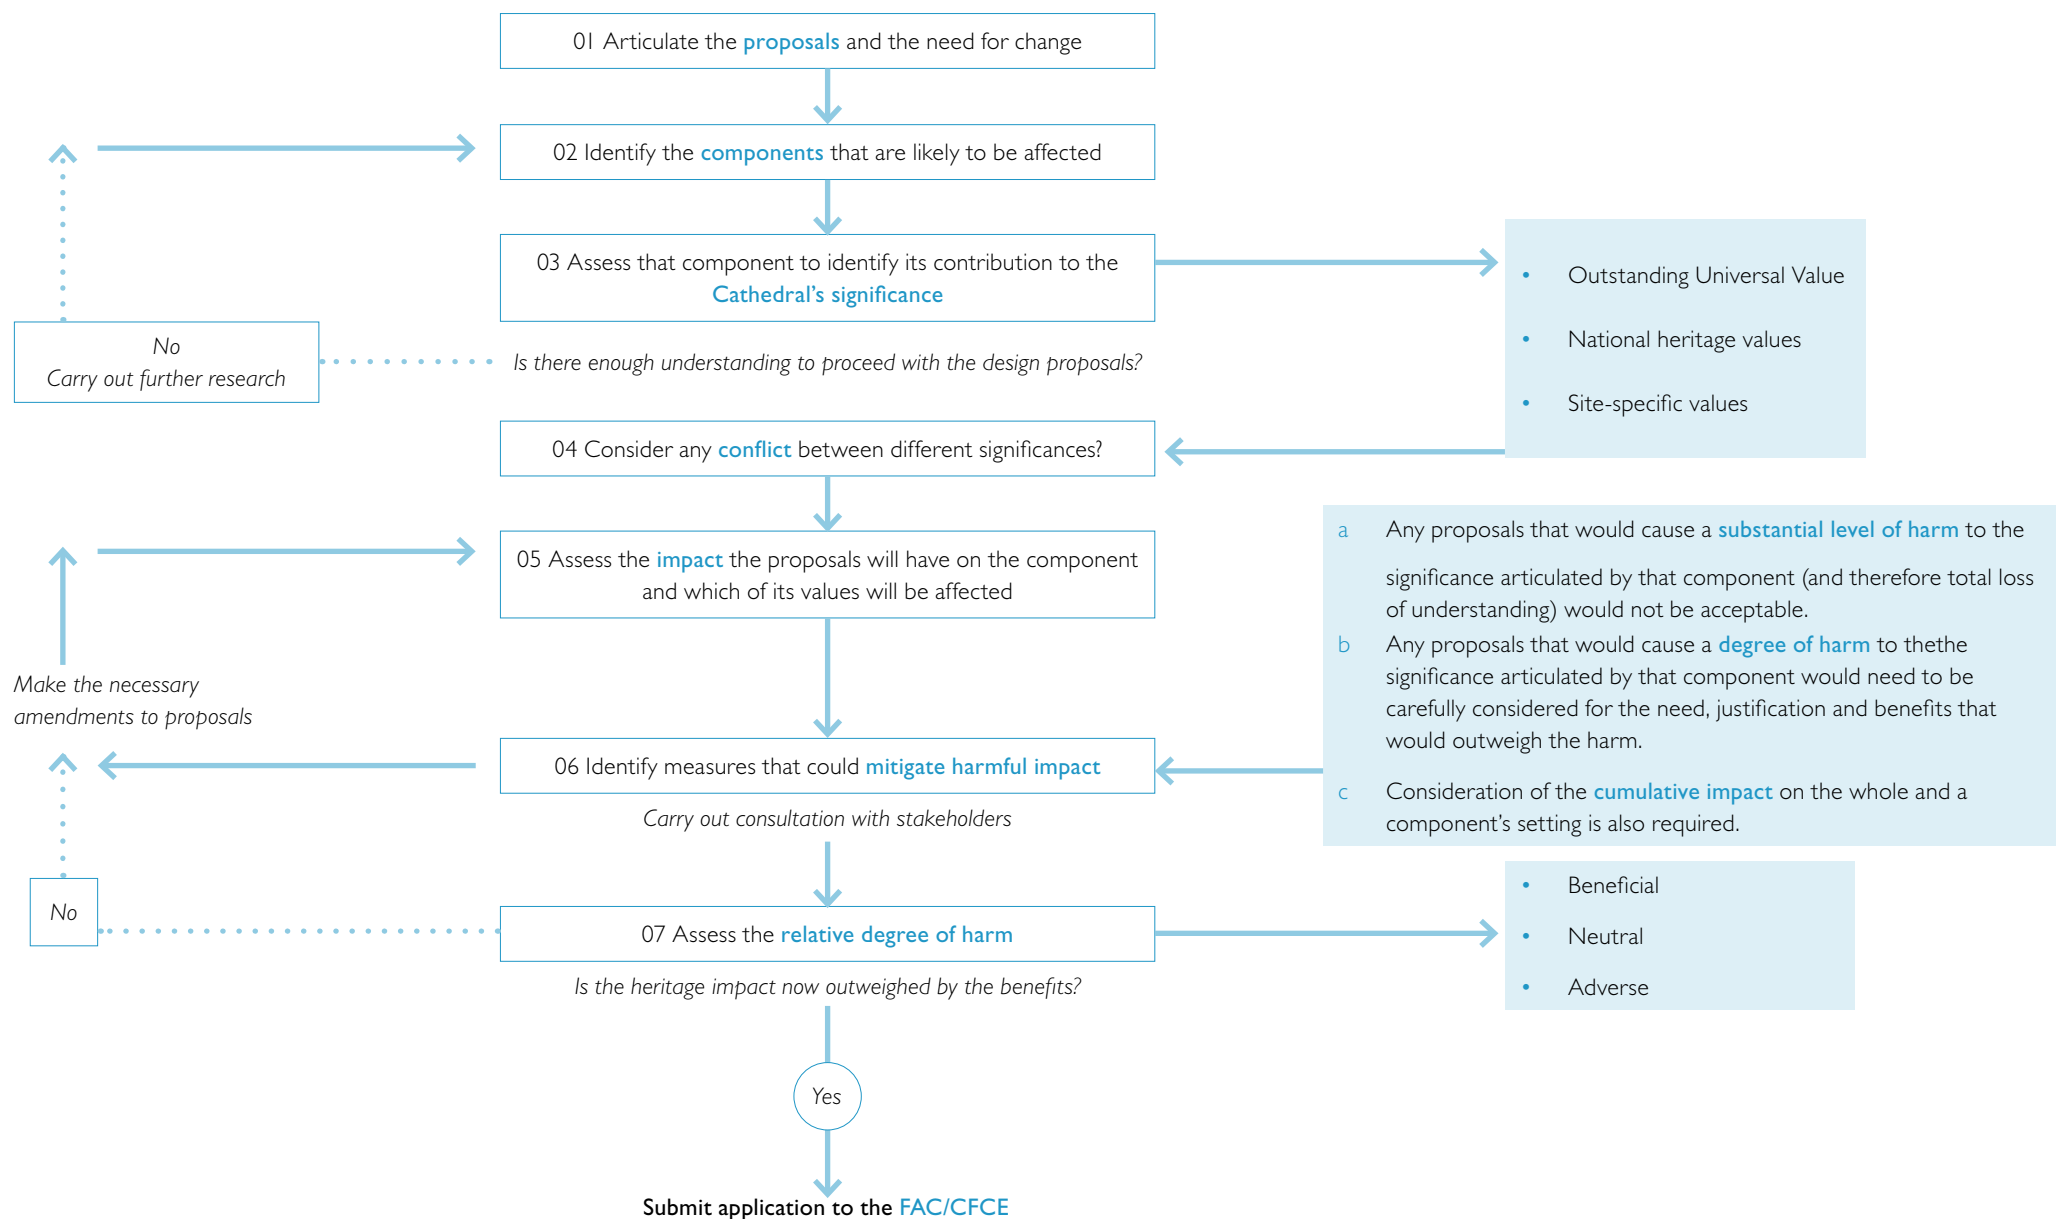 01 Articulate the proposals and the need for change
02 Identify the components that are likely to be affected
03 Assess that component to identify its contribution to the
Cathedral's significance
• Outstanding Universal Value
• National heritage values
• Site-specific values
No
Carry out further research
Is there enough understanding to proceed with the design proposals?
04 Consider any conflict between different significances?
05 Assess the impact the proposals will have on the component
and which of its values will be affected
a Any proposals that would cause a substantial level of harm to the
significance articulated by that component (and therefore total loss
of understanding) would not be acceptable.
b Any proposals that would cause a degree of harm to thethe
significance articulated by that component would need to be
carefully considered for the need, justification and benefits that
would outweigh the harm.
c Consideration of the cumulative impact on the whole and a
component's setting is also required.
Make the necessary
amendments to proposals
06 Identify measures that could mitigate harmful impact
Carry out consultation with stakeholders
No
07 Assess the relative degree of harm
Is the heritage impact now outweighed by the benefits?
• Beneficial
• Neutral
• Adverse
Yes
Submit application to the FAC/CFCE